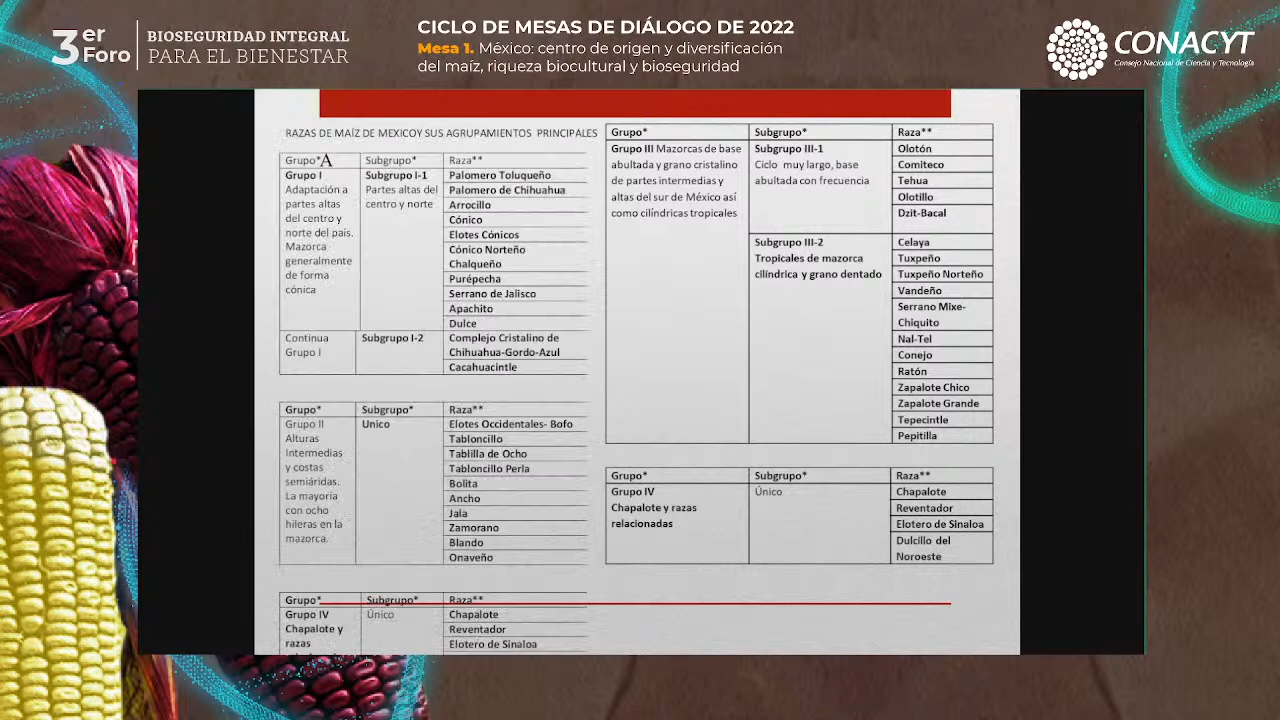 3er Foro
BIOSEGURIDAD INTEGRAL
PARA EL BIENESTAR
CICLO DE MESAS DE DIÁLOGO DE 2022
Mesa 1. México: centro de origen y diversificación
del maíz, riqueza biocultural y bioseguridad
CONACYT
Consejo Nacional de Ciencia y Tecnología
RAZAS DE MAÍZ DE MEXICOY SUS AGRUPAMIENTOS PRINCIPALES
Grupo*A
Subgrupo*
Raza**
Grupo I
Adaptación a
partes altas
del centro y
norte del país.
Mazorca
generalmente
de forma
cónica
Subgrupo I-1
Partes altas del
centro y norte
Palomero Toluqueño
Palomero de Chihuahua
Arrocillo
Cónico
Elotes Cónicos
Cónico Norteño
Chalqueño
Purépecha
Serrano de Jalisco
Apachito
Dulce
Continua
Grupo I
Subgrupo I-2
Complejo Cristalino de
Chihuahua-Gordo-Azul
Cacahuacintle
Grupo*
Subgrupo*
Raza**
Grupo II
Alturas
Intermedias
y costas
semiáridas.
La mayoría
con ocho
hileras en la
mazorca.
Unico
Elotes Occidentales- Bofo
Tabloncillo
Tablilla de Ocho
Tabloncillo Perla
Bolita
Ancho
Jala
Zamorano
Blando
Onaveño
Grupo*
Subgrupo*
Raza**
Grupo IV
Chapalote y
razas
Único
Chapalote
Reventador
Elotero de Sinaloa
Grupo*
Subgrupo*
Raza**
Grupo III Mazorcas de base
abultada y grano cristalino
de partes intermedias y
altas del sur de México así
como cilíndricas tropicales
Subgrupo III-1
Ciclo muy largo, base
abultada con frecuencia
Olotón
Comiteco
Tehua
Olotillo
Dzit-Bacal
Subgrupo III-2
Tropicales de mazorca
cilíndrica y grano dentado
Celaya
Tuxpeño
Tuxpeño Norteño
Vandeño
Serrano Mixe-
Chiquito
Nal-Tel
Conejo
Ratón
Zapalote Chico
Zapalote Grande
Tepecintle
Pepitilla
Grupo*
Subgrupo*
Raza**
Grupo IV
Chapalote y razas
relacionadas
Único
Chapalote
Reventador
Elotero de Sinaloa
Dulcillo del
Noroeste